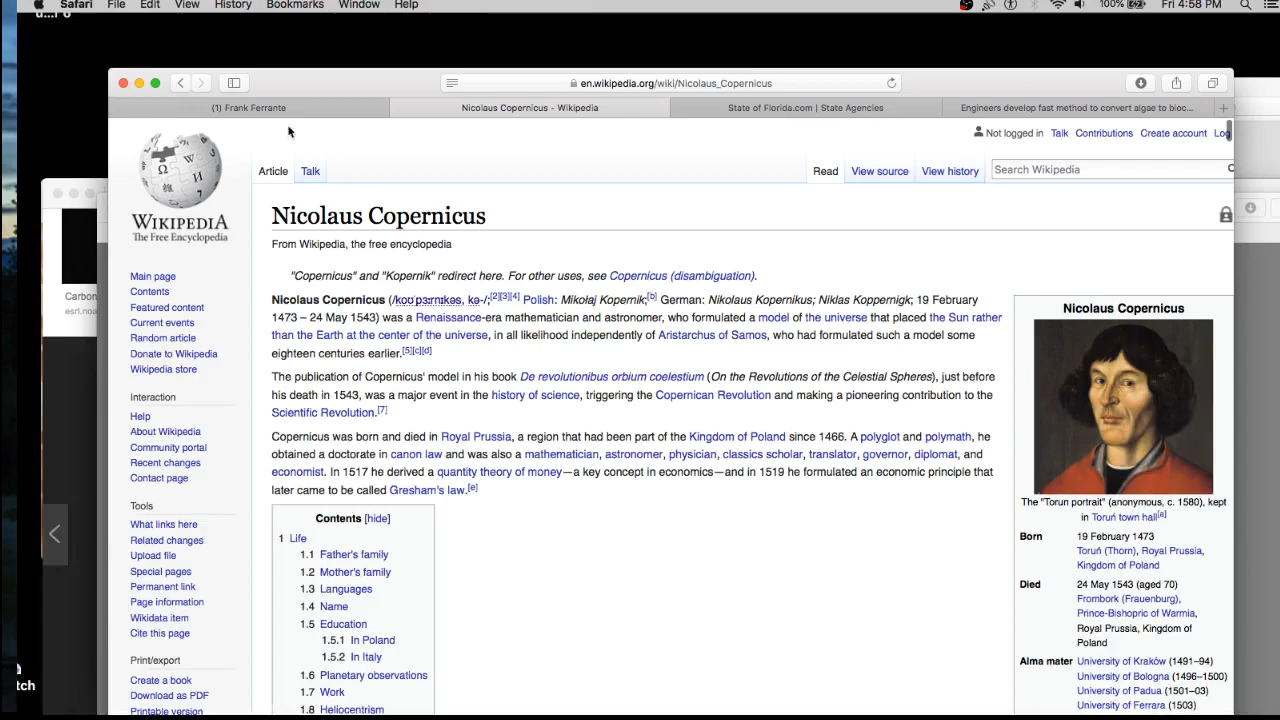 Safari File Edit View History Bookmarks Window Help 100% Fri 4:58 PM
en.wikipedia.org/wiki/Nicolaus_Copernicus
(1) Frank Ferrante Nicolaus Copernicus - Wikipedia State of Florida.com | State Agencies Engineers develop fast method to convert algae to bioc...
Not logged in Talk Contributions Create account Log
Article Talk Read View source View history Search Wikipedia
WIKIPEDIA
The Free Encyclopedia
Main page
Contents
Featured content
Current events
Random article
Donate to Wikipedia
Wikipedia store
Interaction
Help
About Wikipedia
Community portal
Recent changes
Contact page
Tools
What links here
Related changes
Upload file
Special pages
Permanent link
Page information
Wikidata item
Cite this page
Print/export
Create a book
Download as PDF
Printable version
Nicolaus Copernicus
From Wikipedia, the free encyclopedia
"Copernicus" and "Kopernik" redirect here. For other uses, see Copernicus (disambiguation).
Nicolaus Copernicus (/koʊˈpɜːrnɪkəs, kə-/;[2][3][4] Polish: Mikołaj Kopernik;[b] German: Nikolaus Kopernikus; Niklas Koppernigk; 19 February
1473 – 24 May 1543) was a Renaissance-era mathematician and astronomer, who formulated a model of the universe that placed the Sun rather
than the Earth at the center of the universe, in all likelihood independently of Aristarchus of Samos, who had formulated such a model some
eighteen centuries earlier.[5][c][d]
The publication of Copernicus' model in his book De revolutionibus orbium coelestium (On the Revolutions of the Celestial Spheres), just before
his death in 1543, was a major event in the history of science, triggering the Copernican Revolution and making a pioneering contribution to the
Scientific Revolution.[7]
Copernicus was born and died in Royal Prussia, a region that had been part of the Kingdom of Poland since 1466. A polyglot and polymath, he
obtained a doctorate in canon law and was also a mathematician, astronomer, physician, classics scholar, translator, governor, diplomat, and
economist. In 1517 he derived a quantity theory of money—a key concept in economics—and in 1519 he formulated an economic principle that
later came to be called Gresham's law.[e]
Contents [hide]
1 Life
1.1 Father's family
1.2 Mother's family
1.3 Languages
1.4 Name
1.5 Education
1.5.1 In Poland
1.5.2 In Italy
1.6 Planetary observations
1.7 Work
1.8 Heliocentrism
Nicolaus Copernicus
The "Toruń portrait" (anonymous, c. 1580), kept
in Toruń town hall[a]
Born 19 February 1473
Toruń (Thorn), Royal Prussia,
Kingdom of Poland
Died 24 May 1543 (aged 70)
Frombork (Frauenburg),
Prince-Bishopric of Warmia,
Royal Prussia, Kingdom of
Poland
Alma mater University of Kraków (1491–94)
University of Bologna (1496–1500)
University of Padua (1501–03)
University of Ferrara (1503)
Carbon
esrl.noa
tch